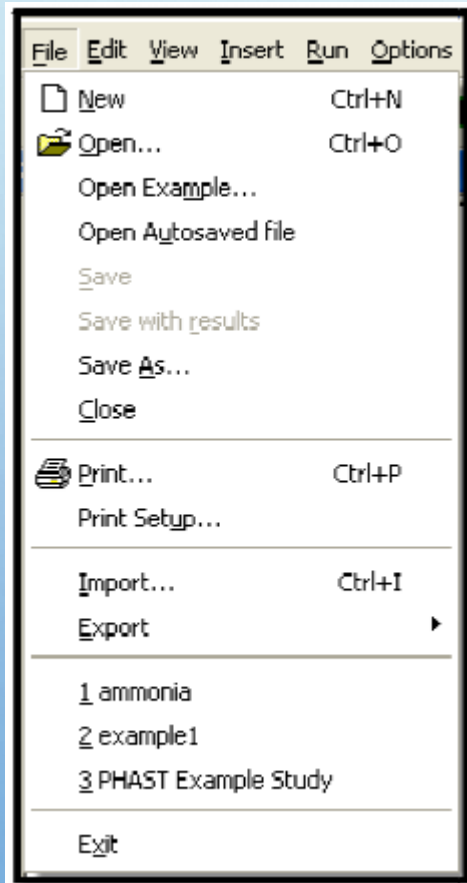 File Edit View Insert Run Options
New Ctrl+N
Open... Ctrl+O
Open Example...
Open Autosaved file
Save
Save with results
Save As...
Close
Print... Ctrl+P
Print Setup...
Import... Ctrl+I
Export
1 ammonia
2 example1
3 PHAST Example Study
Exit